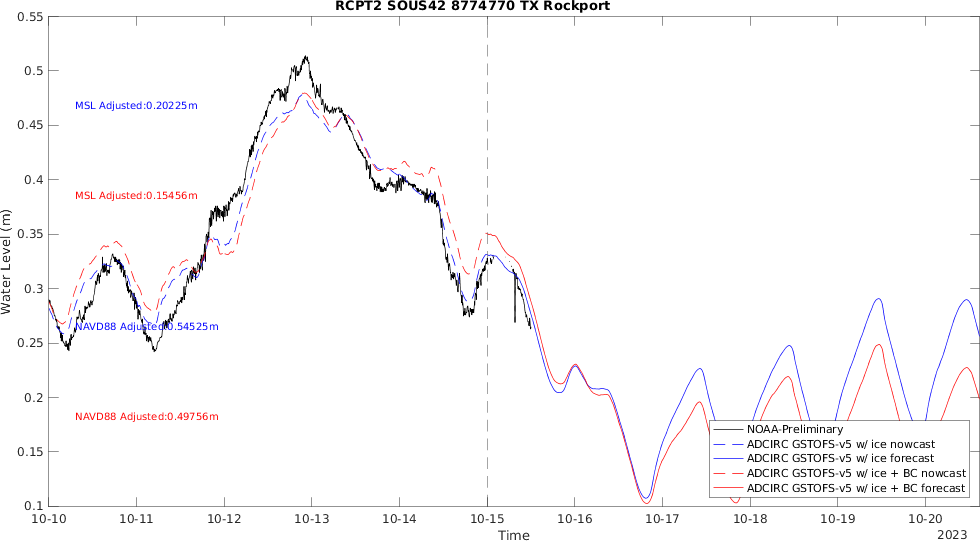 RCPT2 SOUS42 8774770 TX Rockport
0.55
0.5
0.45
0.4
0.35
0.3
0.25
0.2
0.15
0.1
Water Level (m)
MSL Adjusted:0.20225m
MSL Adjusted:0.15456m
NAVD88 Adjusted:0.54525m
NAVD88 Adjusted:0.49756m
NOAA-Preliminary
ADCIRC GSTOFS-v5 w/ ice nowcast
ADCIRC GSTOFS-v5 w/ ice forecast
ADCIRC GSTOFS-v5 w/ ice + BC nowcast
ADCIRC GSTOFS-v5 w/ ice + BC forecast
10-10 10-11 10-12 10-13 10-14 10-15 10-16 10-17 10-18 10-19 10-20
Time
2023